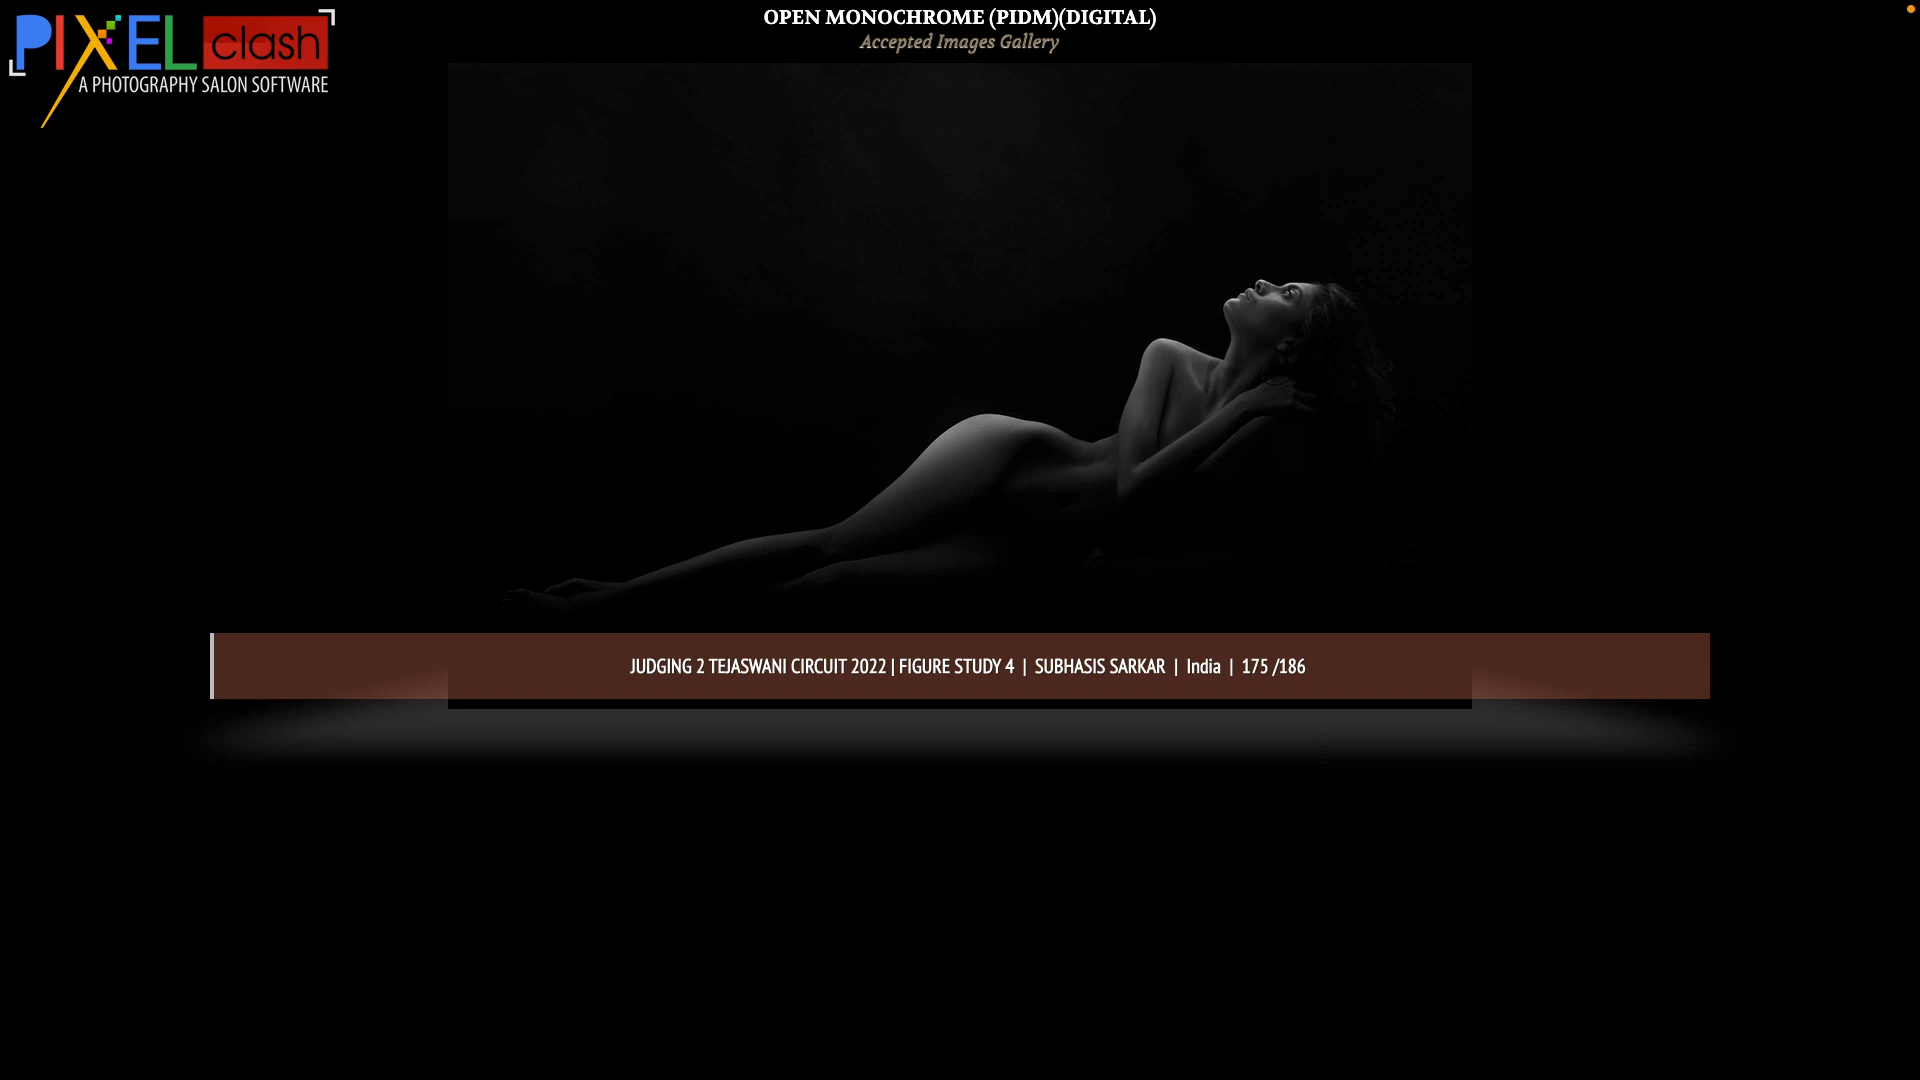 PIXEL clash
A PHOTOGRAPHY SALON SOFTWARE
OPEN MONOCHROME (PIDM)(DIGITAL)
Accepted Images Gallery
JUDGING 2 TEJASWANI CIRCUIT 2022 | FIGURE STUDY 4 | SUBHASIS SARKAR | India | 175 /186